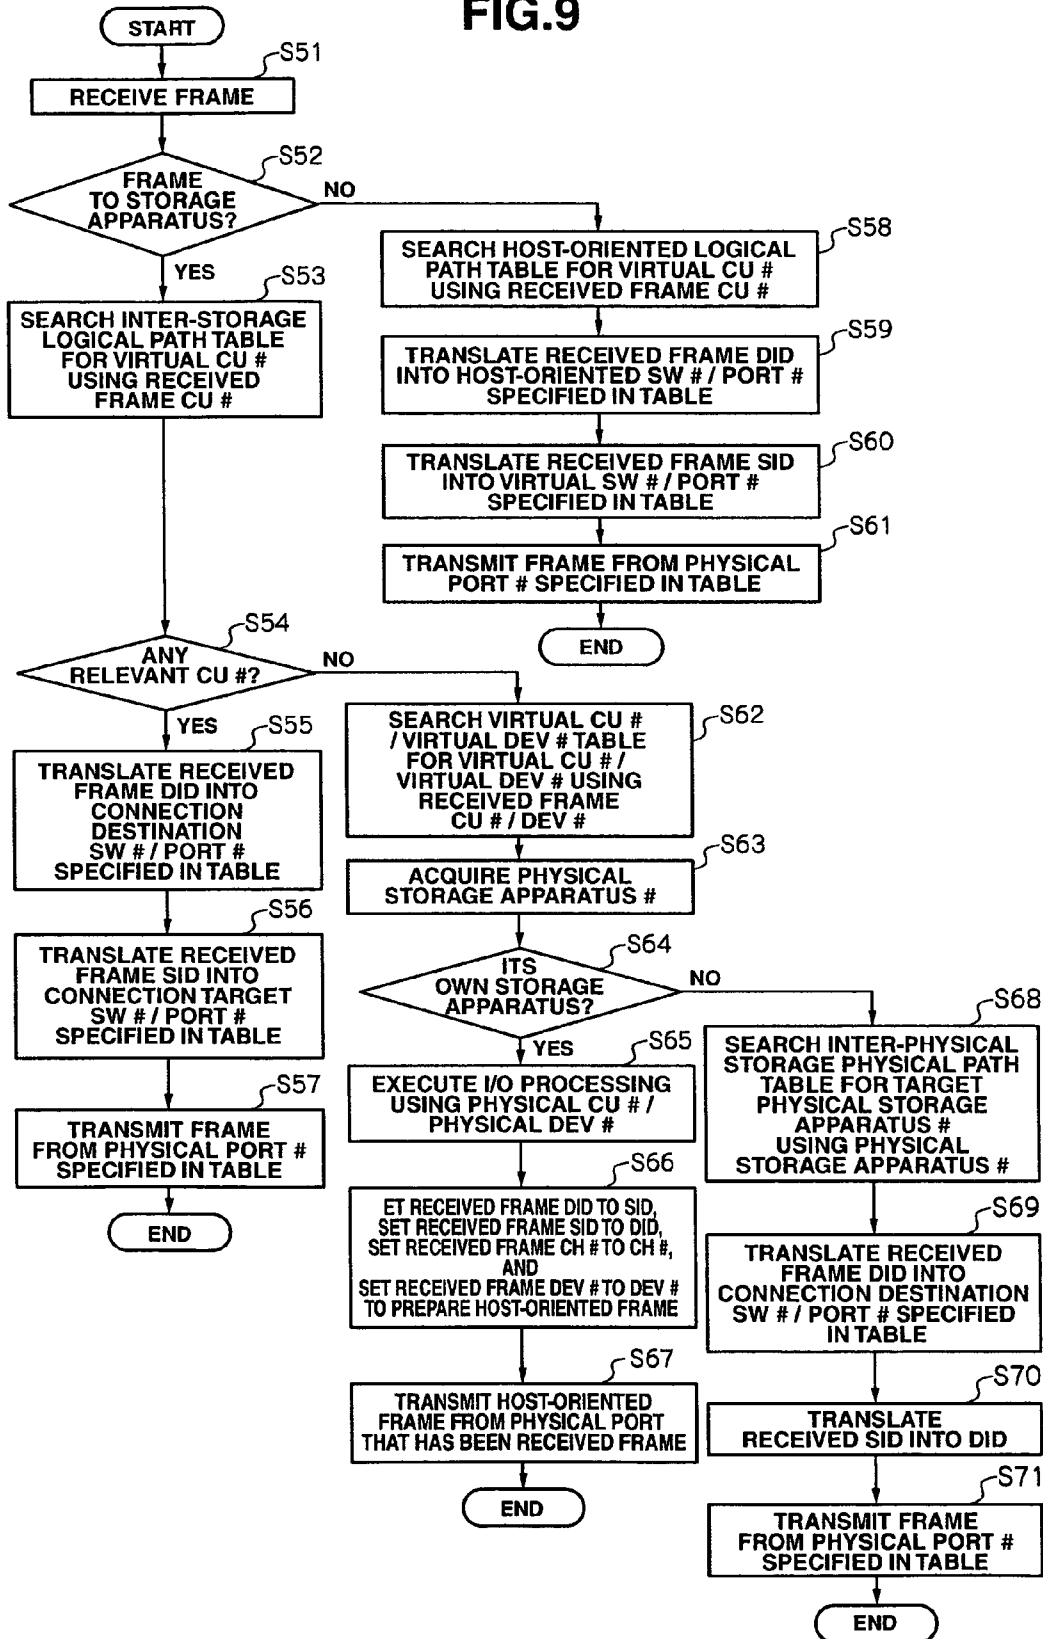 FIG.9
START
S51
RECEIVE FRAME
S52
FRAME
TO STORAGE
APPARATUS?
NO
YES
S53
SEARCH INTER-STORAGE
LOGICAL PATH TABLE
FOR VIRTUAL CU #
USING RECEIVED
FRAME CU #
S58
SEARCH HOST-ORIENTED LOGICAL
PATH TABLE FOR VIRTUAL CU #
USING RECEIVED FRAME CU #
S59
TRANSLATE RECEIVED FRAME DID
INTO HOST-ORIENTED SW # / PORT #
SPECIFIED IN TABLE
S60
TRANSLATE RECEIVED FRAME SID
INTO VIRTUAL SW # / PORT #
SPECIFIED IN TABLE
S61
TRANSMIT FRAME FROM PHYSICAL
PORT # SPECIFIED IN TABLE
END
S54
ANY
RELEVANT CU #?
NO
YES
S55
TRANSLATE RECEIVED
FRAME DID INTO
CONNECTION
DESTINATION
SW # / PORT #
SPECIFIED IN TABLE
S56
TRANSLATE RECEIVED
FRAME SID INTO
CONNECTION TARGET
SW # / PORT #
SPECIFIED IN TABLE
S57
TRANSMIT FRAME
FROM PHYSICAL PORT #
SPECIFIED IN TABLE
END
S62
SEARCH VIRTUAL CU #
/ VIRTUAL DEV # TABLE
FOR VIRTUAL CU # /
VIRTUAL DEV # USING
RECEIVED FRAME
CU # / DEV #
S63
ACQUIRE PHYSICAL
STORAGE APPARATUS #
S64
ITS
OWN STORAGE
APPARATUS?
NO
YES
S65
EXECUTE I/O PROCESSING
USING PHYSICAL CU # /
PHYSICAL DEV #
S66
ET RECEIVED FRAME DID TO SID,
SET RECEIVED FRAME SID TO DID,
SET RECEIVED FRAME CH # TO CH #,
AND
SET RECEIVED FRAME DEV # TO DEV #
TO PREPARE HOST-ORIENTED FRAME
S67
TRANSMIT HOST-ORIENTED
FRAME FROM PHYSICAL PORT
THAT HAS BEEN RECEIVED FRAME
END
S68
SEARCH INTER-PHYSICAL
STORAGE PHYSICAL PATH
TABLE FOR TARGET
PHYSICAL STORAGE
APPARATUS #
USING PHYSICAL
STORAGE APPARATUS #
S69
TRANSLATE RECEIVED
FRAME DID INTO
CONNECTION DESTINATION
SW # / PORT # SPECIFIED
IN TABLE
S70
TRANSLATE
RECEIVED SID INTO DID
S71
TRANSMIT FRAME
FROM PHYSICAL PORT #
SPECIFIED IN TABLE
END